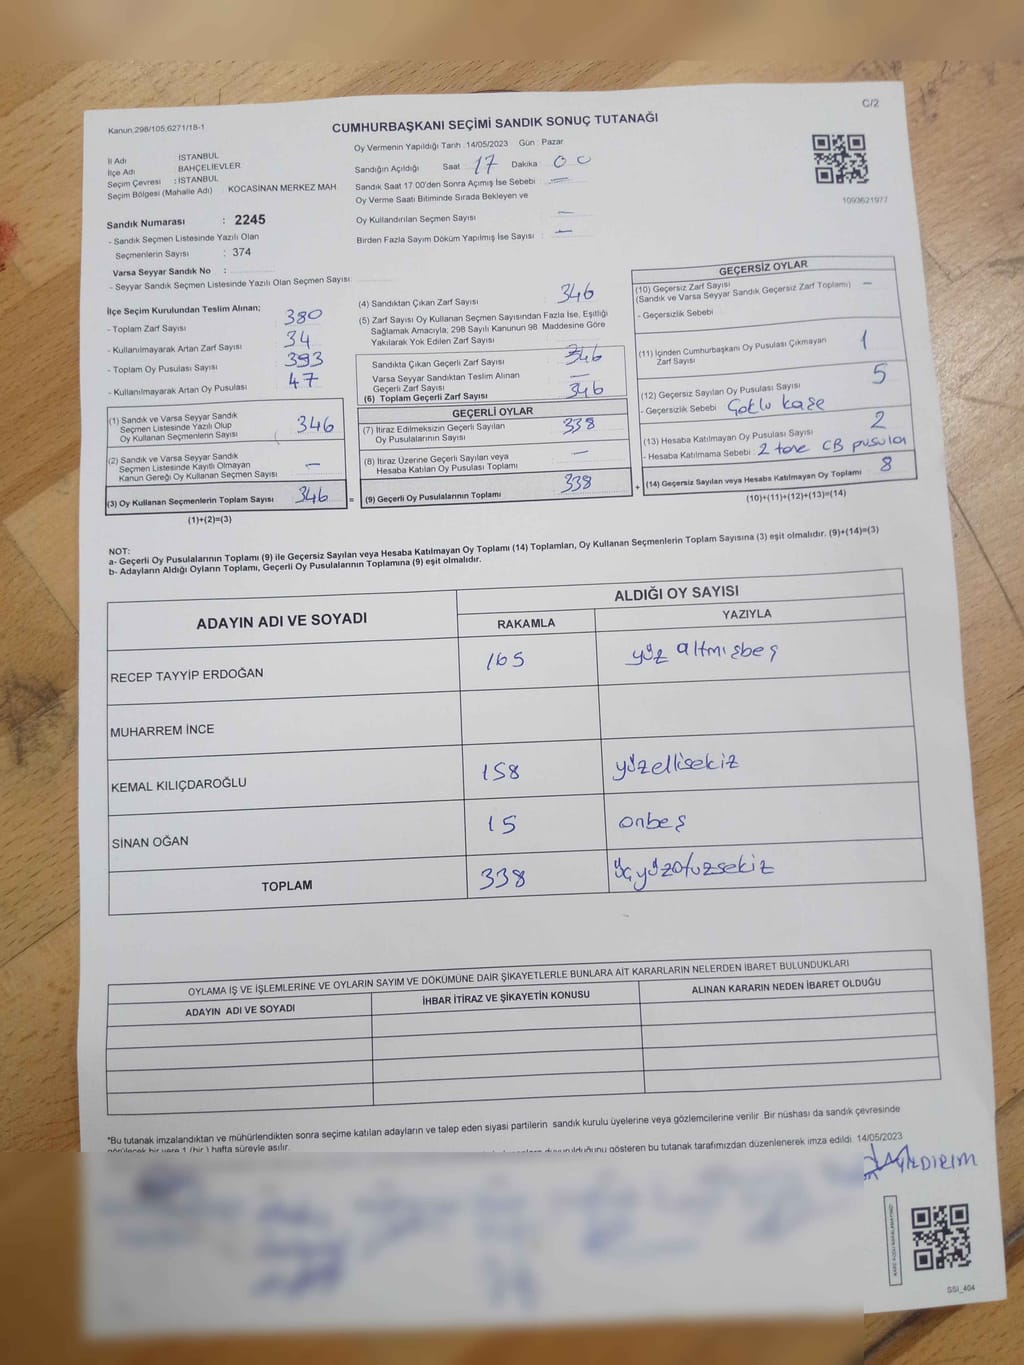 C/2
Kanun,298/105;6271/18-1
CUMHURBAŞKANI SEÇİMİ SANDIK SONUÇ TUTANAĞI
İl Adı İSTANBUL
İlçe Adı BAHÇELİEVLER
Seçim Çevresi : İSTANBUL
Seçim Bölgesi (Mahalle Adı) KOCASİNAN MERKEZ MAH
Sandık Numarası : 2245
- Sandık Seçmen Listesinde Yazılı Olan
Seçmenlerin Sayısı : 374
Varsa Seyyar Sandık No :
- Seyyar Sandık Seçmen Listesinde Yazılı Olan Seçmen Sayısı:
Oy Vermenin Yapıldığı Tarih :14/05/2023 Gün : Pazar
Sandığın Açıldığı Saat 17 Dakika 00
Sandık Saat 17.00'den Sonra Açımış İse Sebebi : —
Oy Verme Saati Bitiminde Sırada Bekleyen ve
Oy Kullandırılan Seçmen Sayısı —
Birden Fazla Sayım Döküm Yapılmış İse Sayısı : —
1093621977
İlçe Seçim Kurulundan Teslim Alınan;
- Toplam Zarf Sayısı 380
- Kullanılmayarak Artan Zarf Sayısı 34
- Toplam Oy Pusulası Sayısı 393
- Kullanılmayarak Artan Oy Pusulası 47
(1) Sandık ve Varsa Seyyar Sandık
Seçmen Listesinde Yazılı Olup
Oy Kullanan Seçmenlerin Sayısı 346
(2) Sandık ve Varsa Seyyar Sandık
Seçmen Listesinde Kayıtlı Olmayan
Kanun Gereği Oy Kullanan Seçmen Sayısı —
(3) Oy Kullanan Seçmenlerin Toplam Sayısı 346 =
(1)+(2)=(3)
(4) Sandıktan Çıkan Zarf Sayısı 346
(5) Zarf Sayısı Oy Kullanan Seçmen Sayısından Fazla İse, Eşitliği
Sağlamak Amacıyla, 298 Sayılı Kanunun 98. Maddesine Göre
Yakılarak Yok Edilen Zarf Sayısı
Sandıkta Çıkan Geçerli Zarf Sayısı 346
Varsa Seyyar Sandıktan Teslim Alınan
Geçerli Zarf Sayısı —
(6) Toplam Geçerli Zarf Sayısı 346
GEÇERLİ OYLAR
(7) İtiraz Edilmeksizin Geçerli Sayılan
Oy Pusulalarının Sayısı 338
(8) İtiraz Üzerine Geçerli Sayılan veya
Hesaba Katılan Oy Pusulası Toplamı —
(9) Geçerli Oy Pusulalarının Toplamı 338 +
GEÇERSİZ OYLAR
(10) Geçersiz Zarf Sayısı
(Sandık ve Varsa Seyyar Sandık Geçersiz Zarf Toplamı) —
- Geçersizlik Sebebi
(11) İçinden Cumhurbaşkanı Oy Pusulası Çıkmayan
Zarf Sayısı 1
(12) Geçersiz Sayılan Oy Pusulası Sayısı 5
- Geçersizlik Sebebi Çoklu kaşe
(13) Hesaba Katılmayan Oy Pusulası Sayısı 2
- Hesaba Katılmama Sebebi 2 tane CB pusula
(14) Geçersiz Sayılan veya Hesaba Katılmayan Oy Toplamı 8
(10)+(11)+(12)+(13)=(14)
NOT:
a- Geçerli Oy Pusulalarının Toplamı (9) ile Geçersiz Sayılan veya Hesaba Katılmayan Oy Toplamı (14) Toplamları, Oy Kullanan Seçmenlerin Toplam Sayısına (3) eşit olmalıdır. (9)+(14)=(3)
b- Adayların Aldığı Oyların Toplamı, Geçerli Oy Pusulalarının Toplamına (9) eşit olmalıdır.
ADAYIN ADI VE SOYADI ALDIĞI OY SAYISI
RAKAMLA YAZIYLA
RECEP TAYYİP ERDOĞAN 165 yüz altmışbeş
MUHARREM İNCE
KEMAL KILIÇDAROĞLU 158 yüzellisekiz
SİNAN OĞAN 15 onbeş
TOPLAM 338 üçyüzotuzsekiz
OYLAMA İŞ VE İŞLEMLERİNE VE OYLARIN SAYIM VE DÖKÜMÜNE DAİR ŞİKAYETLERLE BUNLARA AİT KARARLARIN NELERDEN İBARET BULUNDUKLARI
ADAYIN ADI VE SOYADI İHBAR İTİRAZ VE ŞİKAYETİN KONUSU ALINAN KARARIN NEDEN İBARET OLDUĞU
*Bu tutanak imzalandıktan ve mühürlendikten sonra seçime katılan adayların ve talep eden siyasi partilerin sandık kurulu üyelerine veya gözlemcilerine verilir. Bir nüshası da sandık çevresinde
görülecek bir yere 1 (bir) hafta süreyle asılır.
duyurulduğunu gösteren bu tutanak tarafımızdan düzenlenerek imza edildi. 14/05/2023
YILDIRIM
GSI_404